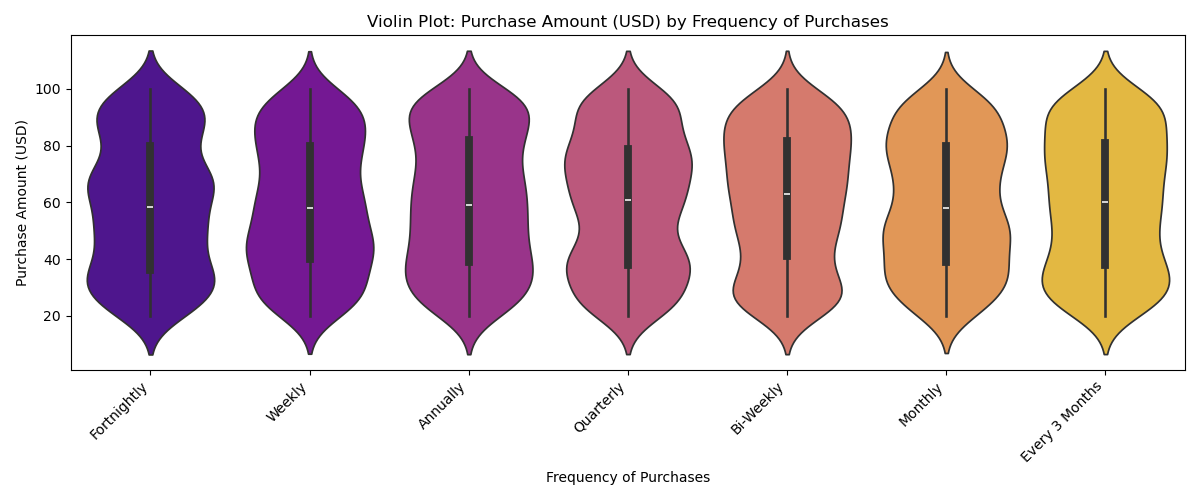 Violin Plot: Purchase Amount (USD) by Frequency of Purchases
Purchase Amount (USD)
100
80
60
40
20
Fortnightly
Weekly
Annually
Quarterly
Bi-Weekly
Monthly
Every 3 Months
Frequency of Purchases